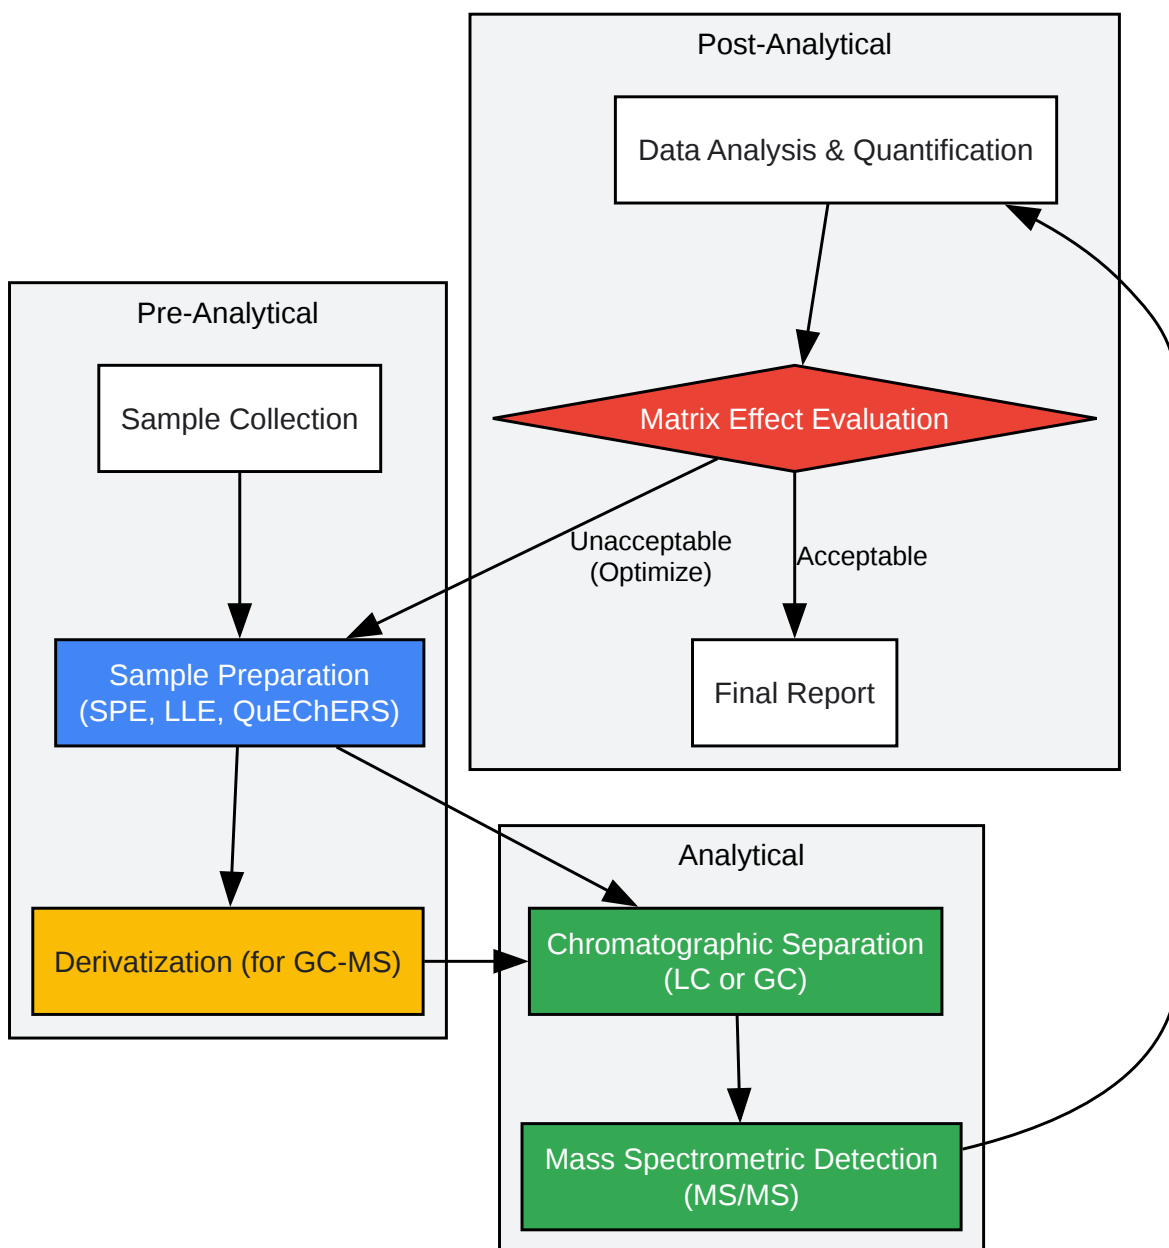 Post-Analytical
Data Analysis & Quantification
Pre-Analytical
Sample Collection
Matrix Effect Evaluation
Unacceptable
(Optimize)
Acceptable
Sample Preparation
(SPE, LLE, QuEChERS)
Final Report
Analytical
Derivatization (for GC-MS)
Chromatographic Separation
(LC or GC)
Mass Spectrometric Detection
(MS/MS)